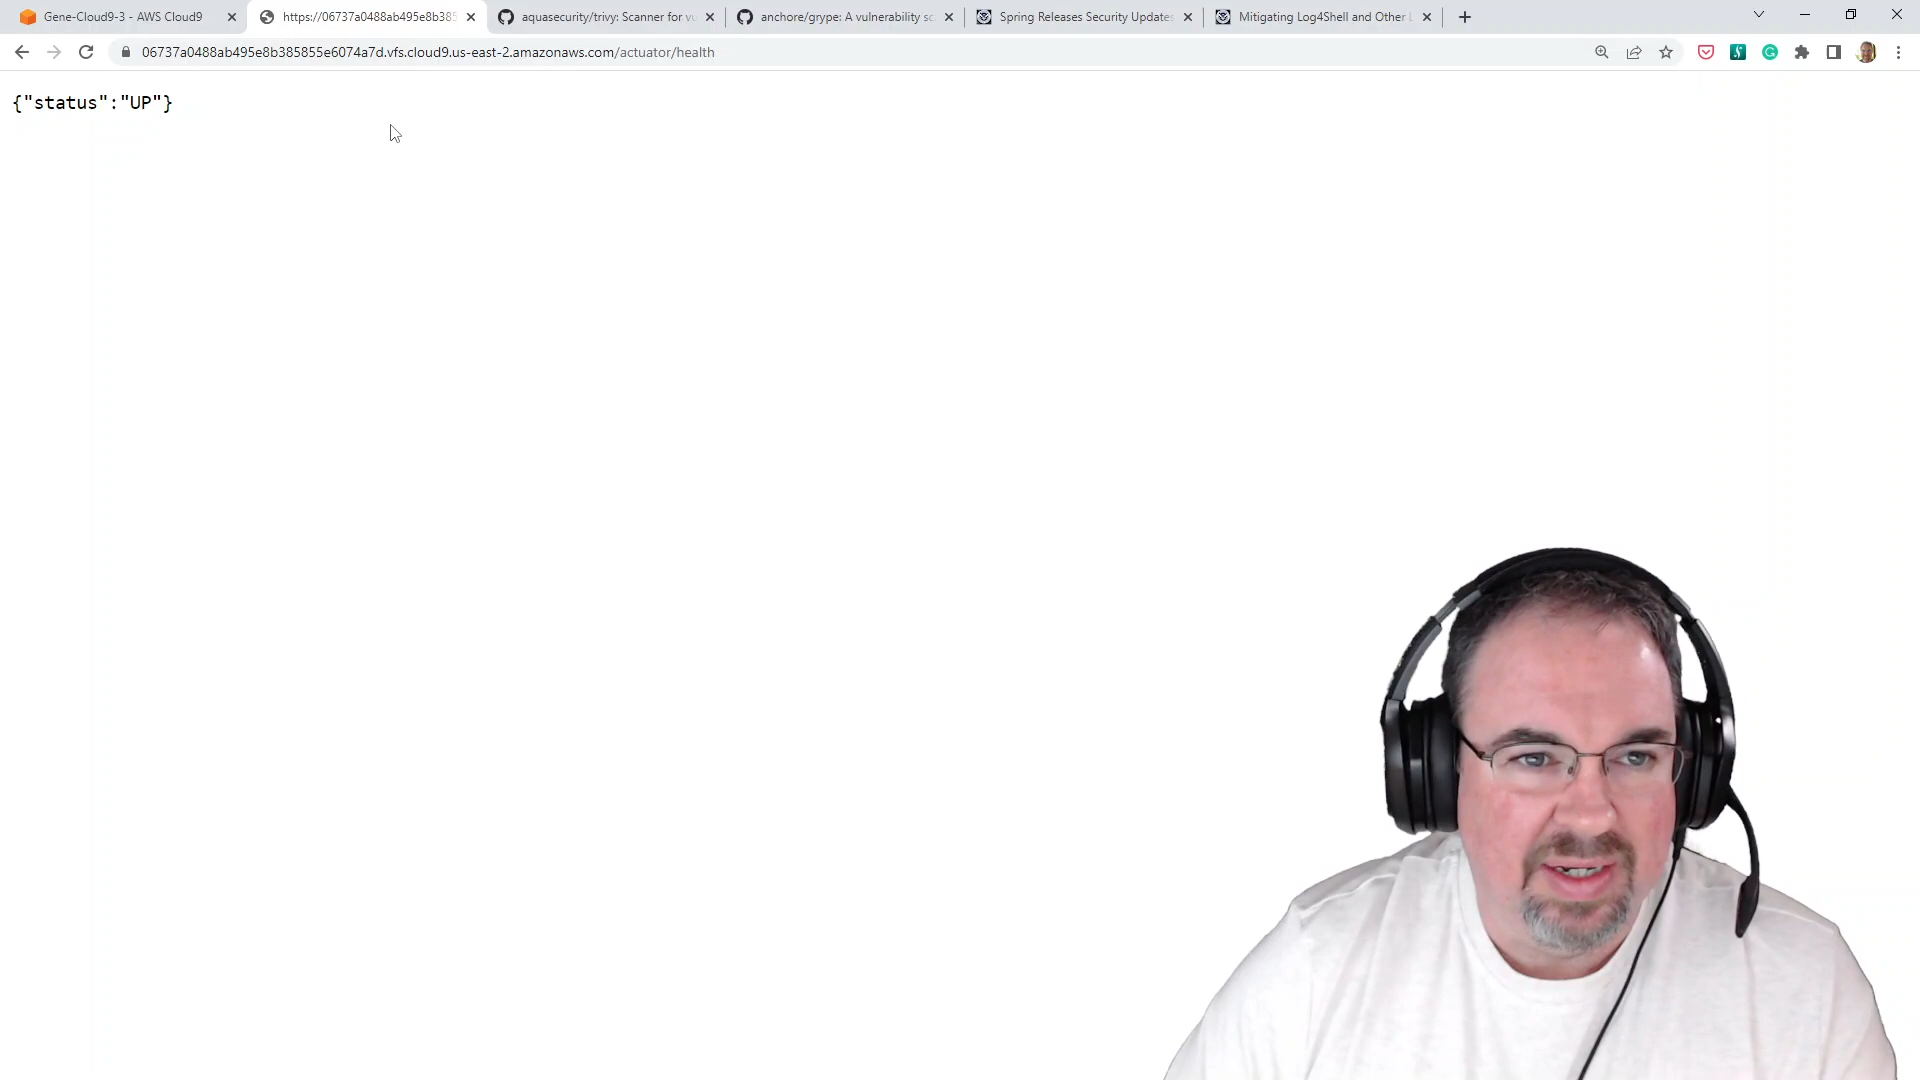 Gene-Cloud9-3 - AWS Cloud9
https://06737a0488ab495e8b385
aquasecurity/trivy: Scanner for vu
anchore/grype: A vulnerability sc
Spring Releases Security Updates
Mitigating Log4Shell and Other L
06737a0488ab495e8b385855e6074a7d.vfs.cloud9.us-east-2.amazonaws.com/actuator/health
{"status":"UP"}